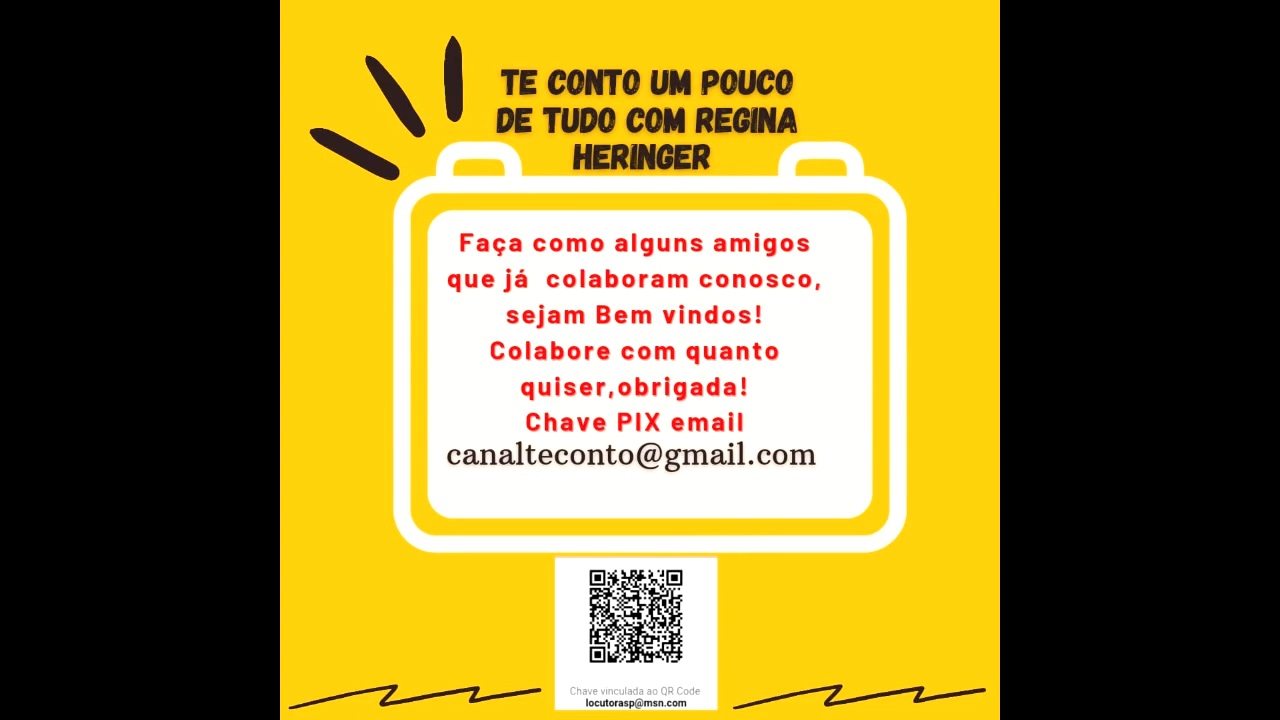 TE CONTO UM POUCO
DE TUDO COM REGINA
HERINGER
Faça como alguns amigos
que já colaboram conosco,
sejam Bem vindos!
Colabore com quanto
quiser,obrigada!
Chave PIX email
canalteconto@gmail.com
Chave vinculada ao QR Code
locutorasp@msn.com